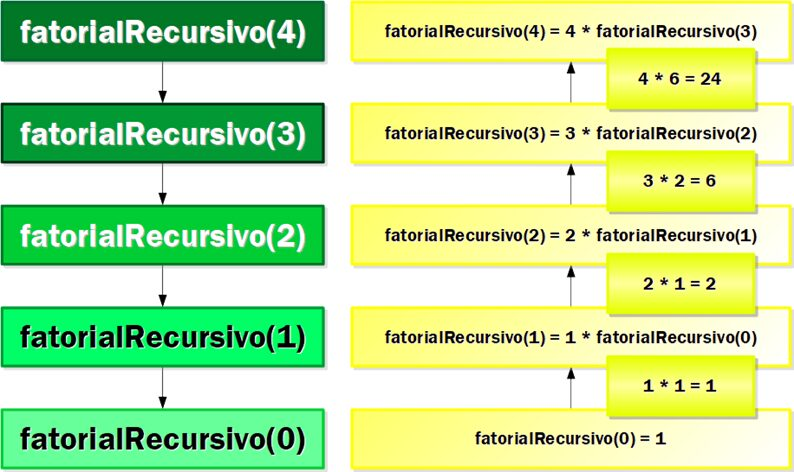 fatorialRecursivo(4)
fatorialRecursivo(3)
fatorialRecursivo(2)
fatorialRecursivo(1)
fatorialRecursivo(0)
fatorialRecursivo(4) = 4 * fatorialRecursivo(3)
4 * 6 = 24
fatorialRecursivo(3) = 3 * fatorialRecursivo(2)
3 * 2 = 6
fatorialRecursivo(2) = 2 * fatorialRecursivo(1)
2 * 1 = 2
fatorialRecursivo(1) = 1 * fatorialRecursivo(0)
1 * 1 = 1
fatorialRecursivo(0) = 1